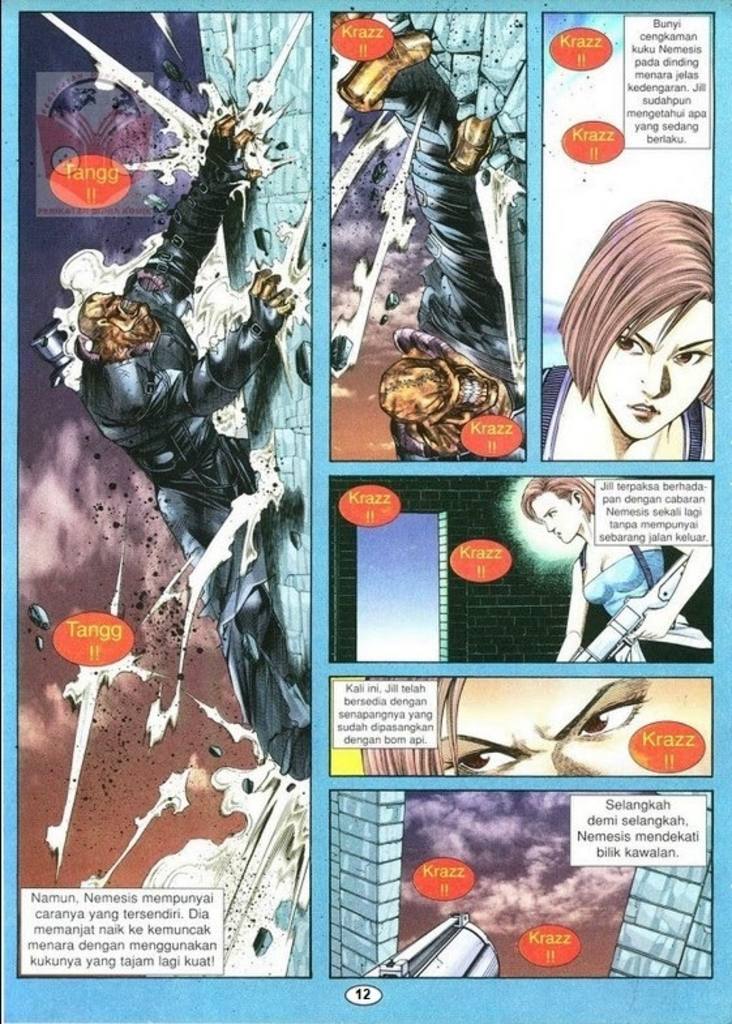 Tangg
!!
Tangg
!!
Namun, Nemesis mempunyai
caranya yang tersendiri. Dia
memanjat naik ke kemuncak
menara dengan menggunakan
kukunya yang tajam lagi kuat!
Krazz
!!
Krazz
!!
Krazz
!!
Krazz
!!
Bunyi
cengkaman
kuku Nemesis
pada dinding
menara jelas
kedengaran. Jill
sudahpun
mengetahui apa
yang sedang
berlaku.
Krazz
!!
Krazz
!!
Jill terpaksa berhada-
pan dengan cabaran
Nemesis sekali lagi
tanpa mempunyai
sebarang jalan keluar.
Kali ini, Jill telah
bersedia dengan
senapangnya yang
sudah dipasangkan
dengan bom api.
Krazz
!!
Selangkah
demi selangkah,
Nemesis mendekati
bilik kawalan.
Krazz
!!
Krazz
!!
12